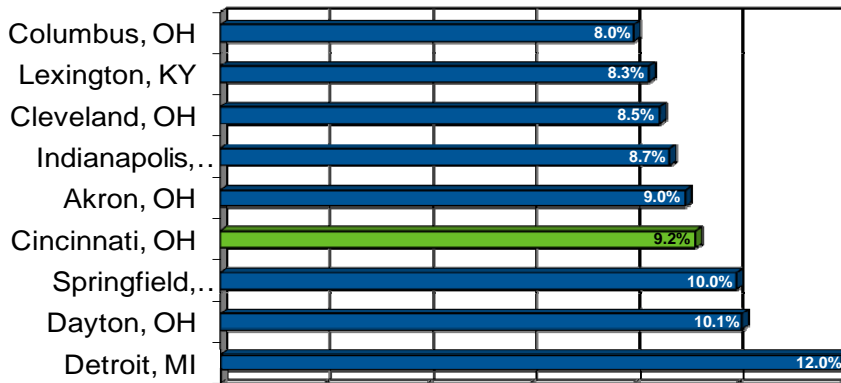 Columbus, OH 8.0%
Lexington, KY 8.3%
Cleveland, OH 8.5%
Indianapolis,.. 8.7%
Akron, OH 9.0%
Cincinnati, OH 9.2%
Springfield,.. 10.0%
Dayton, OH 10.1%
Detroit, MI 12.0%